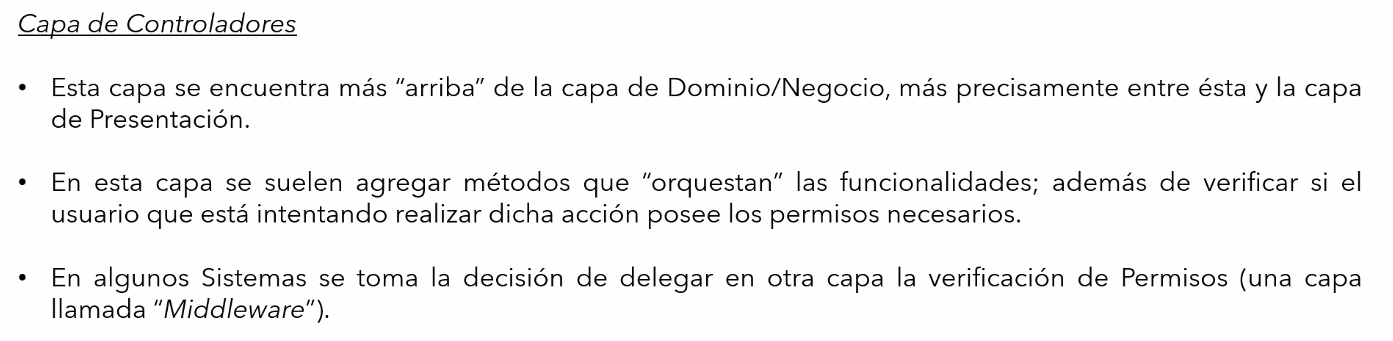 Capa de Controladores
• Esta capa se encuentra más “arriba” de la capa de Dominio/Negocio, más precisamente entre ésta y la capa
de Presentación.
• En esta capa se suelen agregar métodos que “orquestan” las funcionalidades; además de verificar si el
usuario que está intentando realizar dicha acción posee los permisos necesarios.
• En algunos Sistemas se toma la decisión de delegar en otra capa la verificación de Permisos (una capa
llamada “Middleware”).